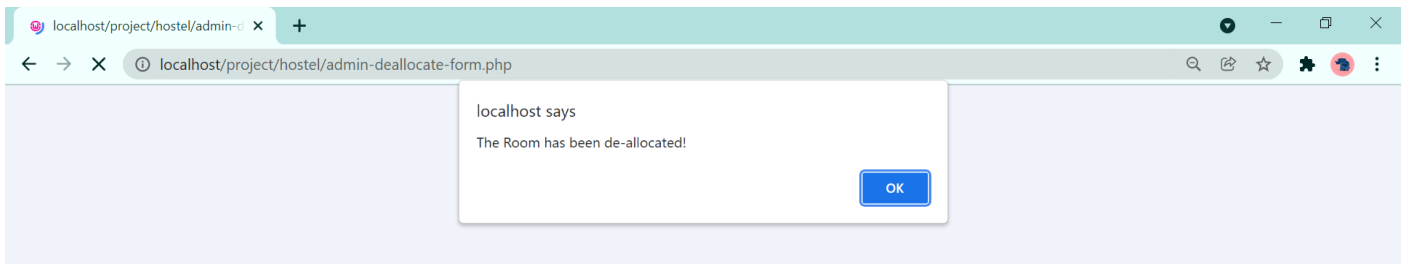 localhost/project/hostel/admin-d
localhost/project/hostel/admin-deallocate-form.php
localhost says
The Room has been de-allocated!
OK